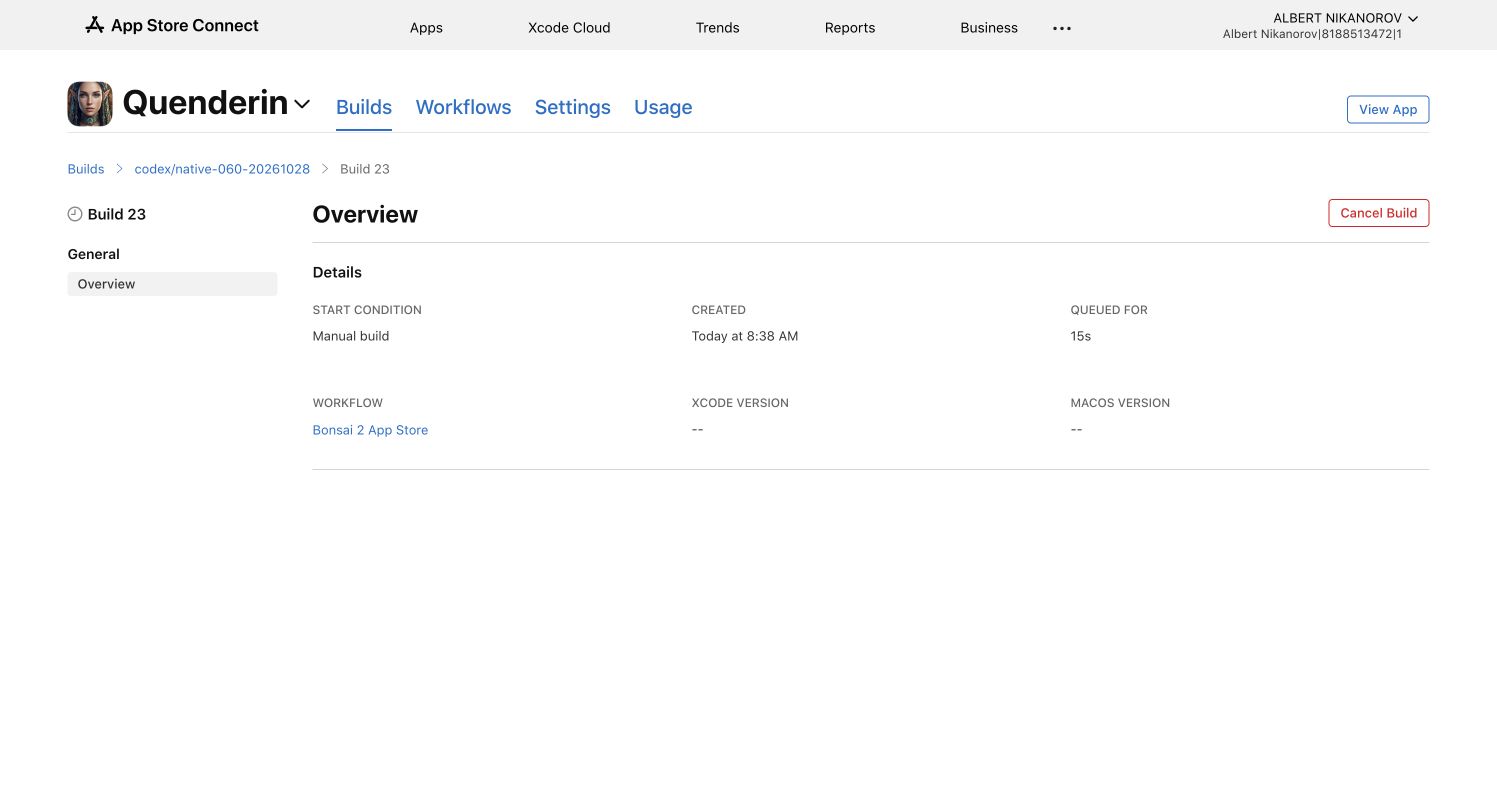 App Store Connect
Apps
Xcode Cloud
Trends
Reports
Business
ALBERT NIKANOROV
Albert Nikanorov|8188513472|1
Quenderin
Builds
Workflows
Settings
Usage
View App
Builds
codex/native-060-20261028
Build 23
Build 23
General
Overview
Overview
Cancel Build
Details
START CONDITION
Manual build
CREATED
Today at 8:38 AM
QUEUED FOR
15s
WORKFLOW
Bonsai 2 App Store
XCODE VERSION
--
MACOS VERSION
--